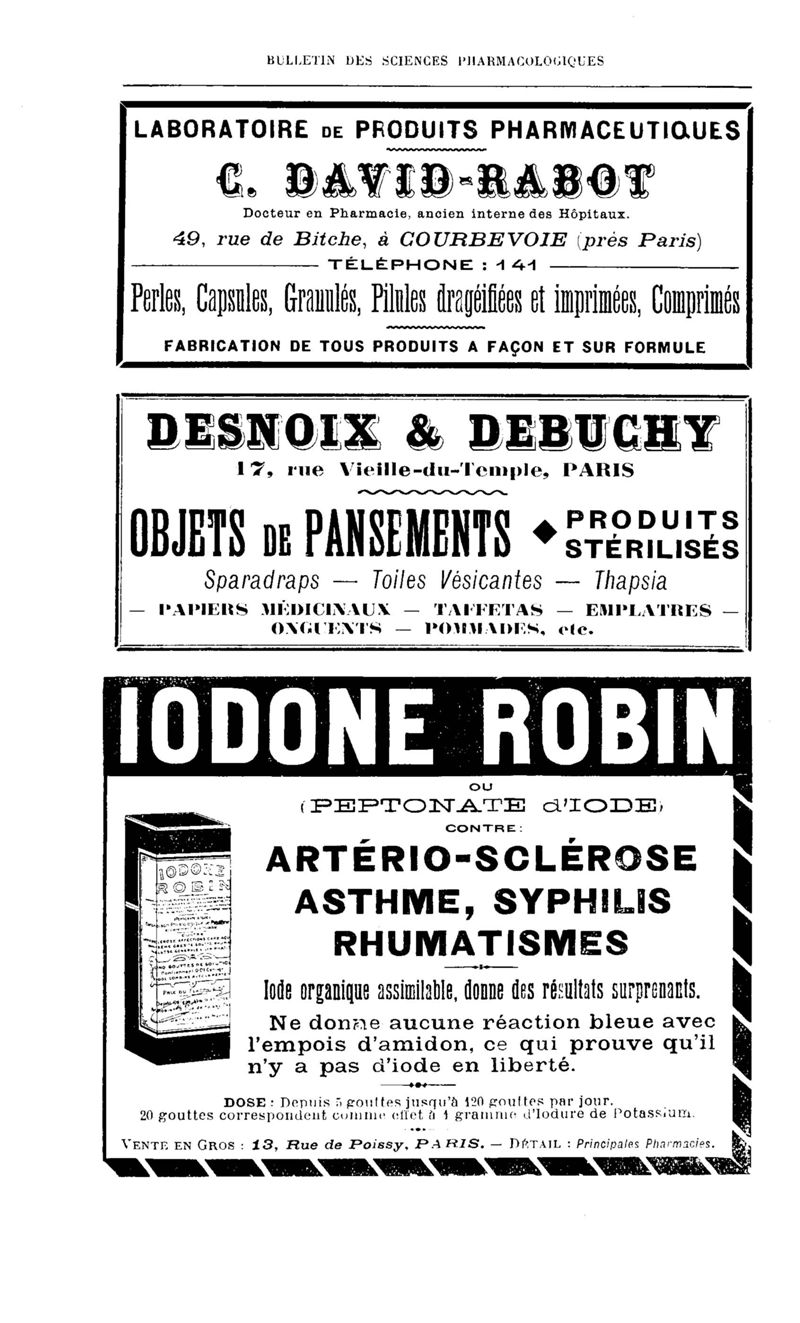 BULLETIN DES SCIENCES PHARMACOLOGIQUES
LABORATOIRE DE PRODUITS PHARMACEUTIQUES
C. DAVID-RABOT
Docteur en Pharmacie, ancien interne des Hôpitaux.
49, rue de Bitche, à COURBEVOIE (près Paris)
TÉLÉPHONE : 141
Perles, Capsules, Granulés, Pilules dragéifiées et imprimées, Comprimés
FABRICATION DE TOUS PRODUITS A FAÇON ET SUR FORMULE
DESNOIX & DEBUCHY
17, rue Vieille-du-Temple, PARIS
OBJETS DE PANSEMENTS ◆ PRODUITS
STÉRILISÉS
Sparadraps — Toiles Vésicantes — Thapsia
— PAPIERS MÉDICINAUX — TAFFETAS — EMPLATRES —
ONGUENTS — POMMADES, etc.
IODONE ROBIN
OU
(PEPTONATE d'IODE)
CONTRE:
ARTÉRIO-SCLÉROSE
ASTHME, SYPHILIS
RHUMATISMES
IODONE
ROBIN
Iode organique assimilable, donne des résultats surprenants.
Ne donne aucune réaction bleue avec
l'empois d'amidon, ce qui prouve qu'il
n'y a pas d'iode en liberté.
DOSE : Depuis 5 gouttes jusqu'à 120 gouttes par jour.
20 gouttes correspondent comme effet à 1 gramme d'Iodure de Potassium.
VENTE EN GROS : 13, Rue de Poissy, PARIS. — DÉTAIL : Principales Pharmacies.